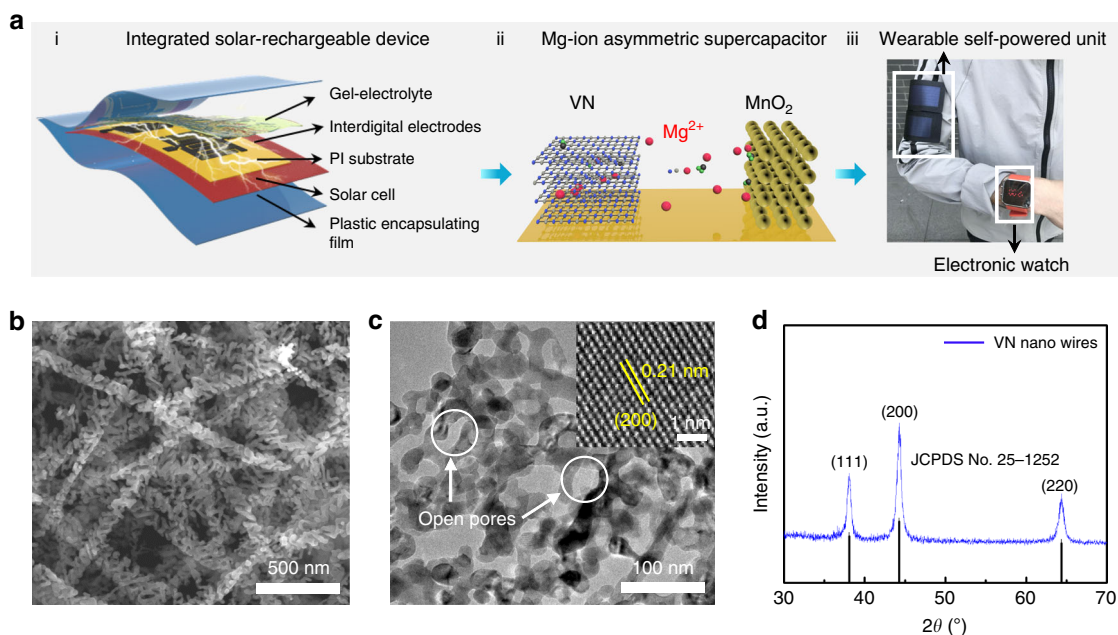 a
i Integrated solar-rechargeable device
ii Mg-ion asymmetric supercapacitor
iii Wearable self-powered unit
Gel-electrolyte
Interdigital electrodes
PI substrate
Solar cell
Plastic encapsulating
film
VN
Mg²⁺
MnO₂
Electronic watch
b
500 nm
c
0.21 nm
(200)
1 nm
Open pores
100 nm
d
VN nano wires
(200)
JCPDS No. 25–1252
(111)
(220)
Intensity (a.u.)
30 40 50 60 70
2θ (°)